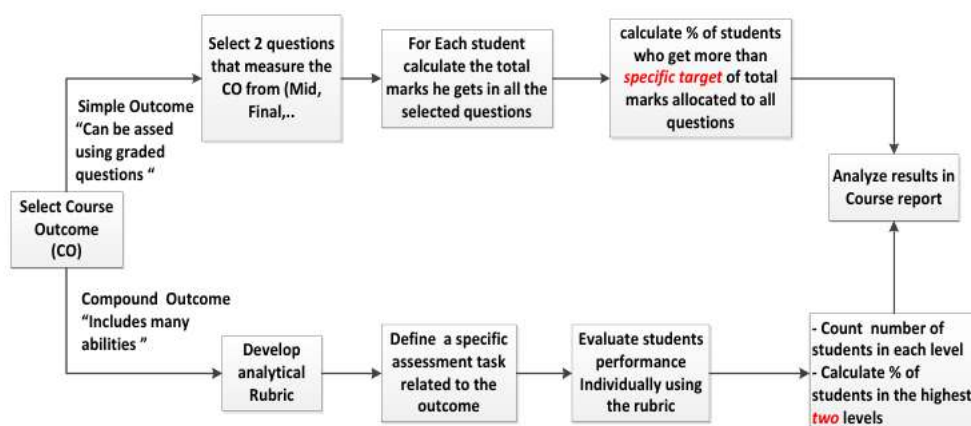 Select Course
Outcome
(CO)
Simple Outcome
“Can be assed
using graded
questions “
Select 2 questions
that measure the
CO from (Mid,
Final,..
For Each student
calculate the total
marks he gets in all the
selected questions
calculate % of students
who get more than
specific target of total
marks allocated to all
questions
Analyze results in
Course report
Compound Outcome
“Includes many
abilities ”
Develop
analytical
Rubric
Define a specific
assessment task
related to the
outcome
Evaluate students
performance
Individually using
the rubric
- Count number of
students in each level
- Calculate % of
students in the highest
two levels